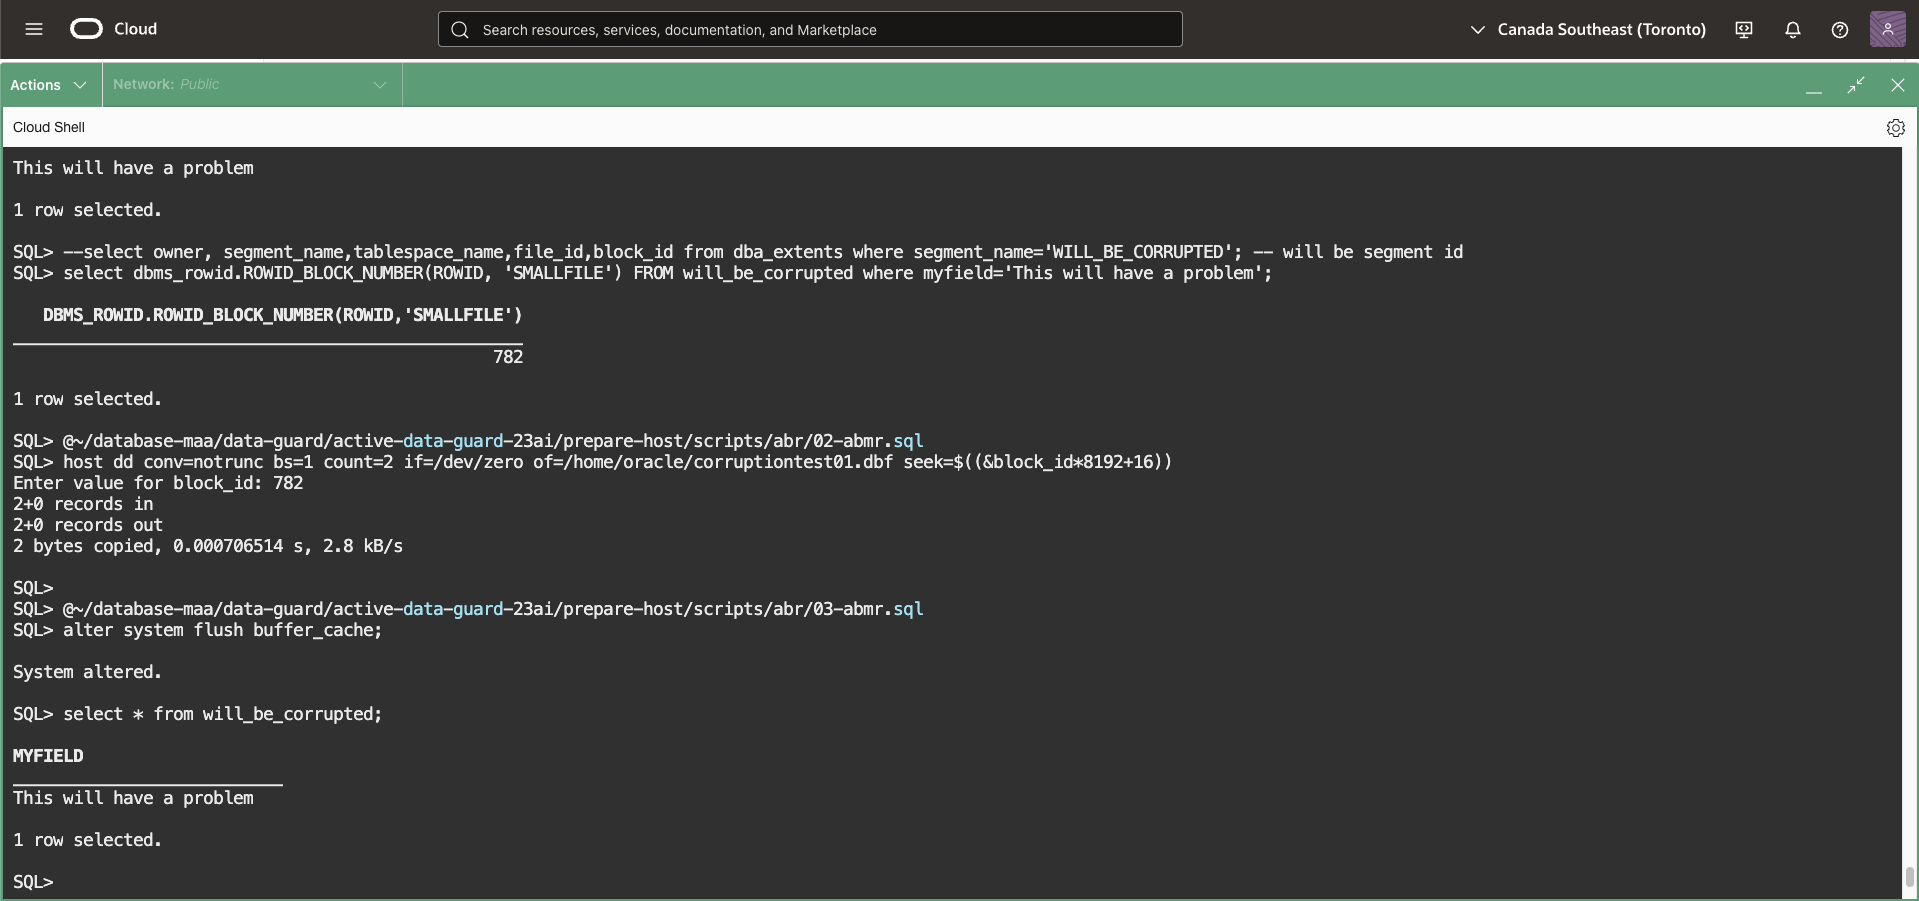 Cloud
Search resources, services, documentation, and Marketplace
Canada Southeast (Toronto)
Actions
Network: Public
Cloud Shell
This will have a problem
1 row selected.
SQL> --select owner, segment_name,tablespace_name,file_id,block_id from dba_extents where segment_name='WILL_BE_CORRUPTED'; -- will be segment id
SQL> select dbms_rowid.ROWID_BLOCK_NUMBER(ROWID, 'SMALLFILE') FROM will_be_corrupted where myfield='This will have a problem';
DBMS_ROWID.ROWID_BLOCK_NUMBER(ROWID,'SMALLFILE')
782
1 row selected.
SQL> @~/database-maa/data-guard/active-data-guard-23ai/prepare-host/scripts/abr/02-abmr.sql
SQL> host dd conv=notrunc bs=1 count=2 if=/dev/zero of=/home/oracle/corruptiontest01.dbf seek=$((&block_id*8192+16))
Enter value for block_id: 782
2+0 records in
2+0 records out
2 bytes copied, 0.000706514 s, 2.8 kB/s
SQL>
SQL> @~/database-maa/data-guard/active-data-guard-23ai/prepare-host/scripts/abr/03-abmr.sql
SQL> alter system flush buffer_cache;
System altered.
SQL> select * from will_be_corrupted;
MYFIELD
This will have a problem
1 row selected.
SQL>